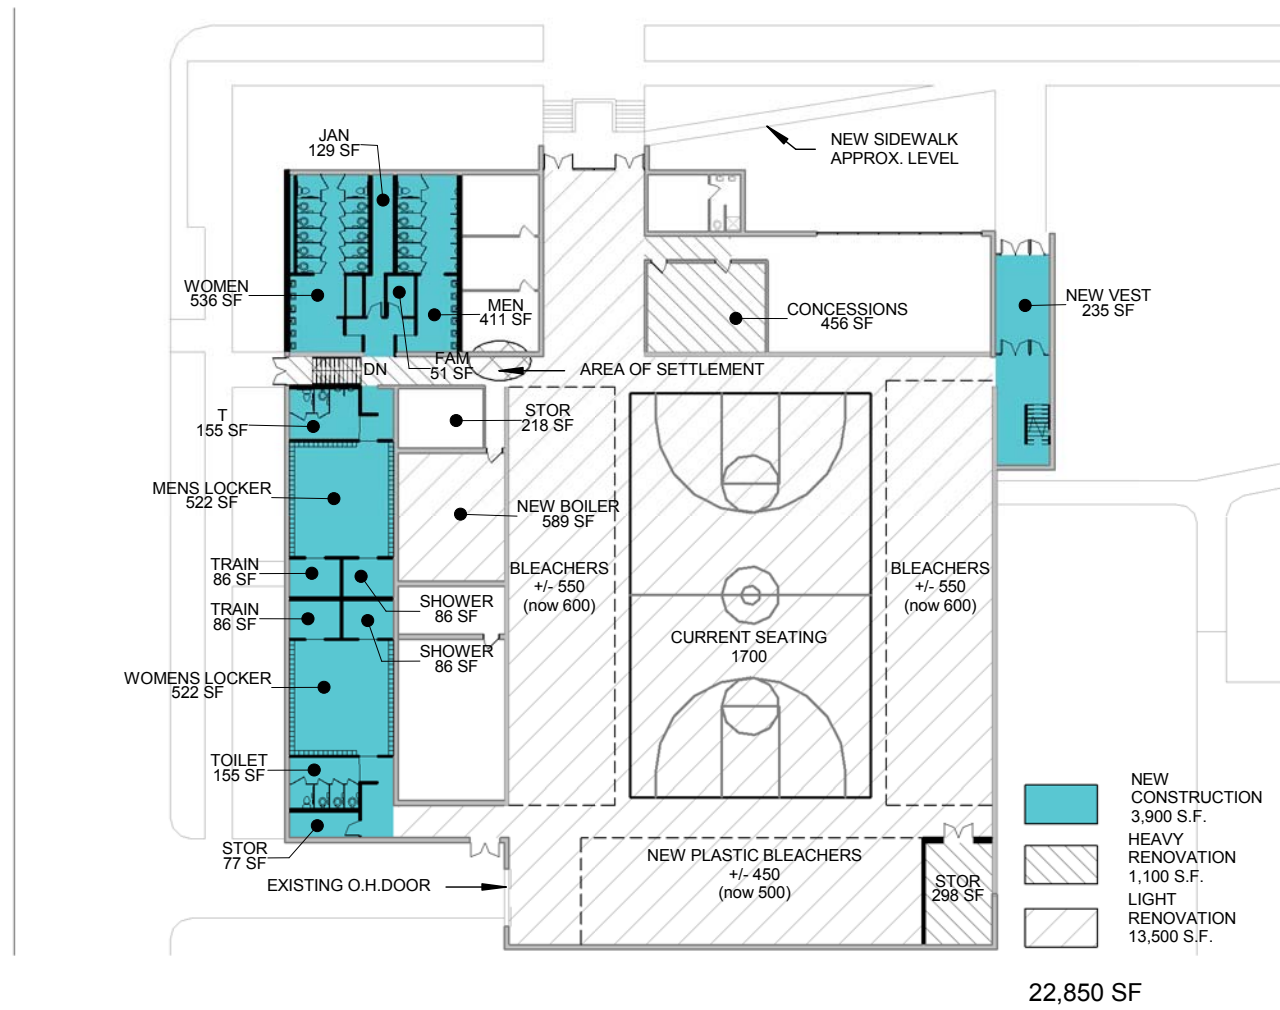 JAN
129 SF
NEW SIDEWALK
APPROX. LEVEL
WOMEN
536 SF
MEN
411 SF
CONCESSIONS
456 SF
NEW VEST
235 SF
FAM
51 SF
DN
AREA OF SETTLEMENT
T
155 SF
STOR
218 SF
MENS LOCKER
522 SF
NEW BOILER
589 SF
TRAIN
86 SF
TRAIN
86 SF
SHOWER
86 SF
SHOWER
86 SF
BLEACHERS
+/- 550
(now 600)
BLEACHERS
+/- 550
(now 600)
CURRENT SEATING
1700
WOMENS LOCKER
522 SF
TOILET
155 SF
STOR
77 SF
EXISTING O.H.DOOR
NEW PLASTIC BLEACHERS
+/- 450
(now 500)
STOR
298 SF
NEW
CONSTRUCTION
3,900 S.F.
HEAVY
RENOVATION
1,100 S.F.
LIGHT
RENOVATION
13,500 S.F.
22,850 SF